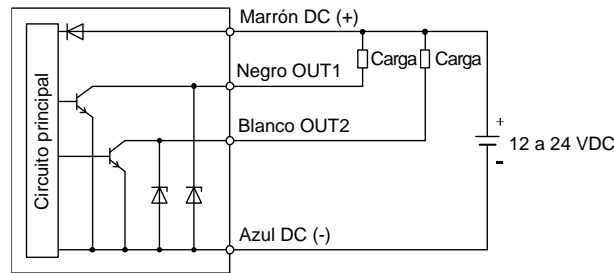 Marrón DC (+)
Carga
Carga
Negro OUT1
Blanco OUT2
Circuito principal
+
12 a 24 VDC
-
Azul DC (-)